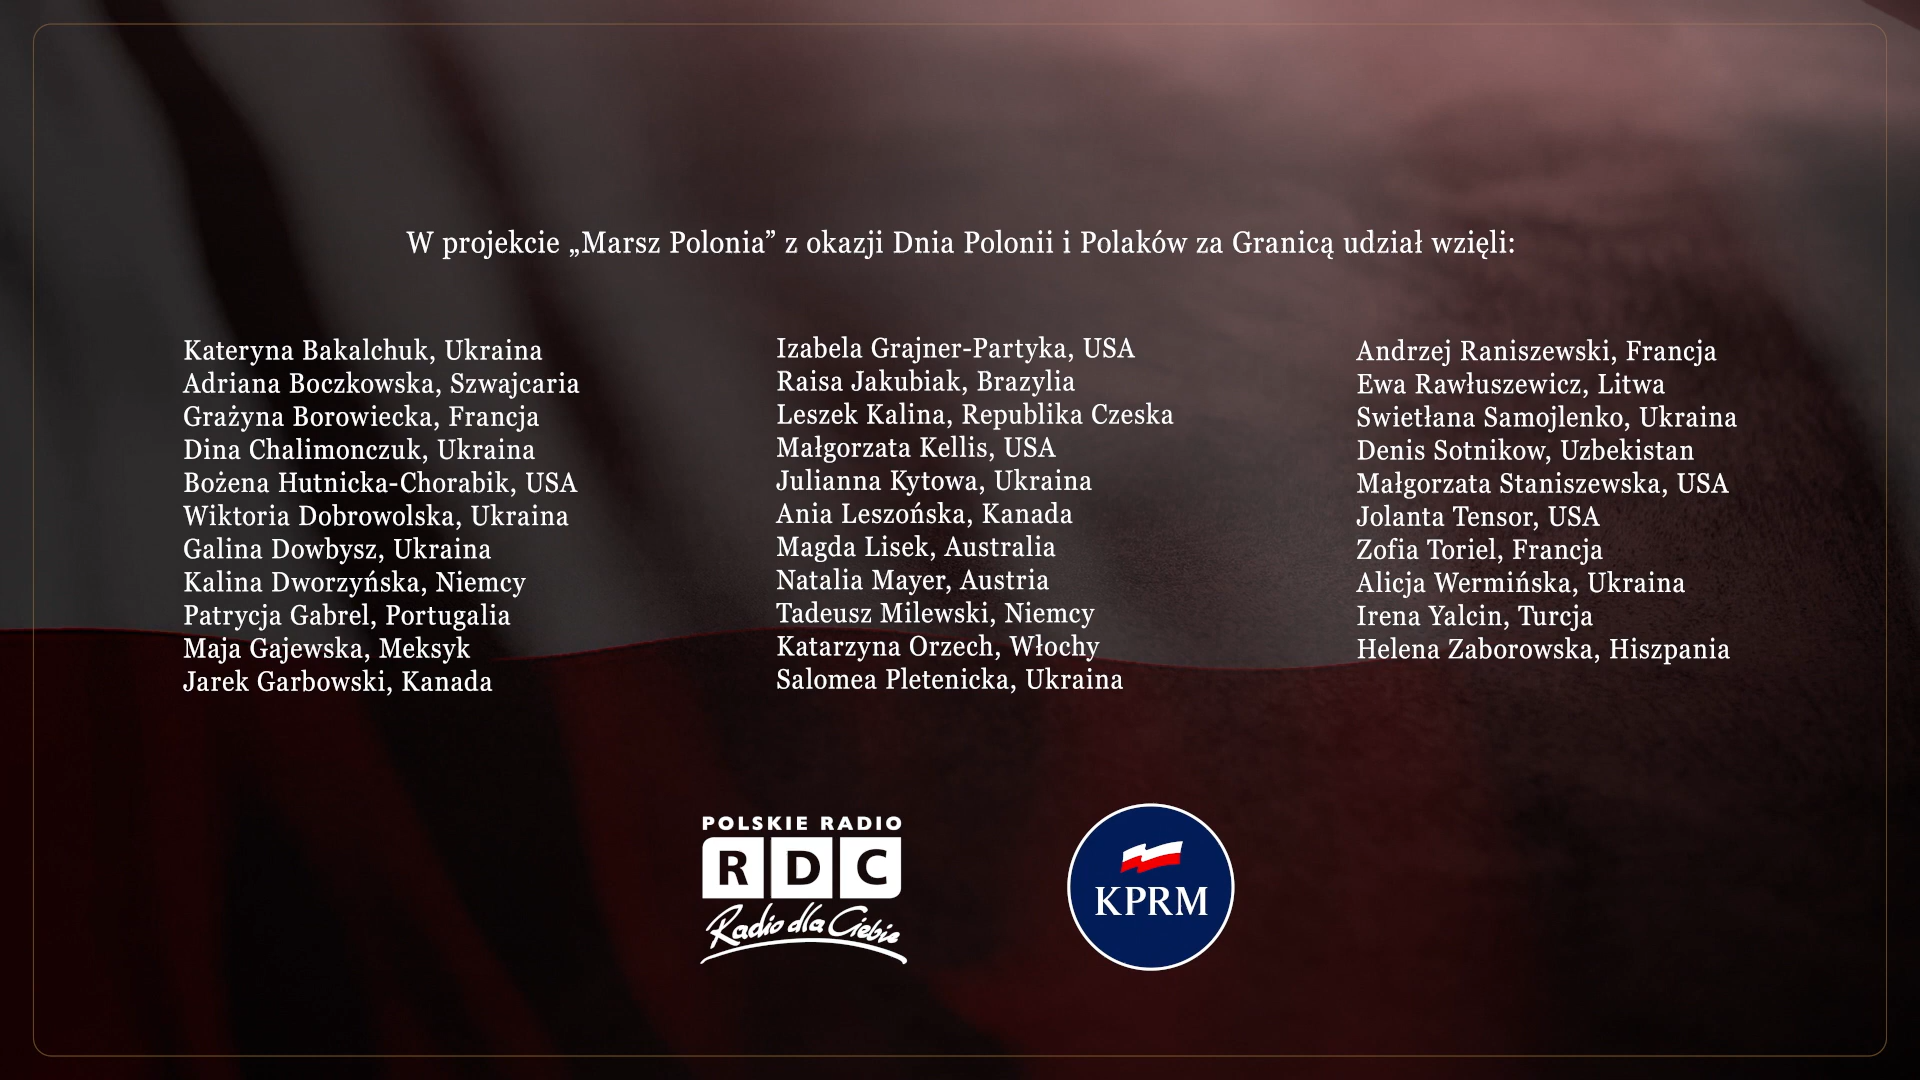 W projekcie „Marsz Polonia” z okazji Dnia Polonii i Polaków za Granicą udział wzięli:
Kateryna Bakalchuk, Ukraina
Adriana Boczkowska, Szwajcaria
Grażyna Borowiecka, Francja
Dina Chalimonczuk, Ukraina
Bożena Hutnicka-Chorabik, USA
Wiktoria Dobrowolska, Ukraina
Galina Dowbysz, Ukraina
Kalina Dworzyńska, Niemcy
Patrycja Gabrel, Portugalia
Maja Gajewska, Meksyk
Jarek Garbowski, Kanada
Izabela Grajner-Partyka, USA
Raisa Jakubiak, Brazylia
Leszek Kalina, Republika Czeska
Małgorzata Kellis, USA
Julianna Kytowa, Ukraina
Ania Leszońska, Kanada
Magda Lisek, Australia
Natalia Mayer, Austria
Tadeusz Milewski, Niemcy
Katarzyna Orzech, Włochy
Salomea Pletenicka, Ukraina
Andrzej Raniszewski, Francja
Ewa Rawłuszewicz, Litwa
Swietłana Samojlenko, Ukraina
Denis Sotnikow, Uzbekistan
Małgorzata Staniszewska, USA
Jolanta Tensor, USA
Zofia Toriel, Francja
Alicja Wermińska, Ukraina
Irena Yalcin, Turcja
Helena Zaborowska, Hiszpania
POLSKIE RADIO
RDC
Radio dla Ciebie
KPRM